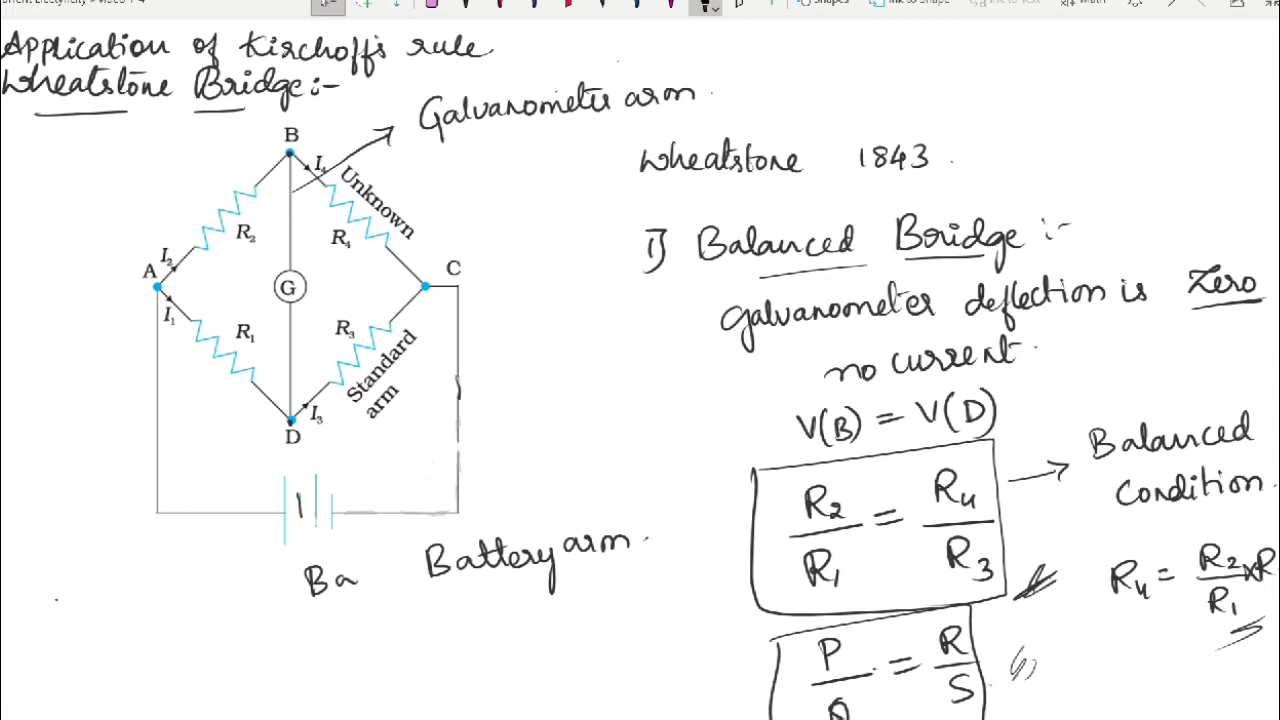 Application of Kirchoff's rule
Wheatstone Bridge:-
Galvanometer arm.
Wheatstone 1843.
1) Balanced Bridge:-
galvanometer deflection is Zero
no current.
V(B) = V(D)
R2/R1 = R4/R3
Balanced
Condition.
R4 = R2/R1 × R
P/Q = R/S
B
I4
Unknown
R2
R4
I2
A
C
G
I1
R1
R3
Standard
arm
I3
D
Ba
Battery arm.